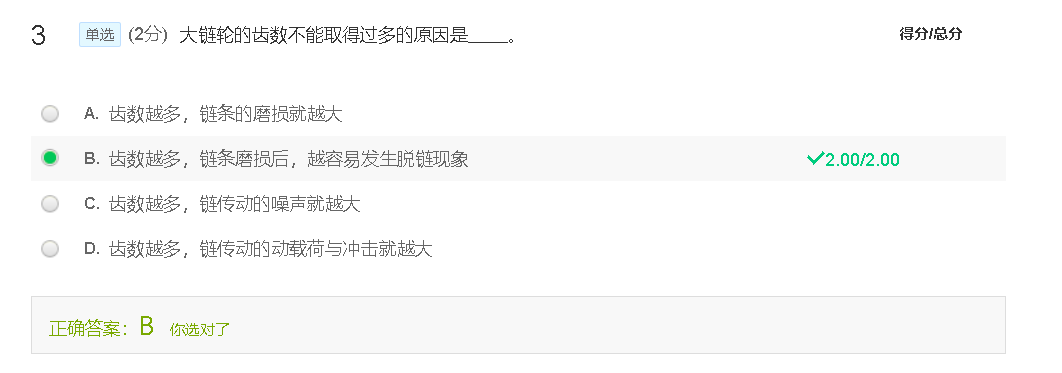 3 单选 (2分) 大链轮的齿数不能取得过多的原因是____。 得分/总分
A. 齿数越多，链条的磨损就越大
B. 齿数越多，链条磨损后，越容易发生脱链现象 2.00/2.00
C. 齿数越多，链传动的噪声就越大
D. 齿数越多，链传动的动载荷与冲击就越大
正确答案：B 你选对了